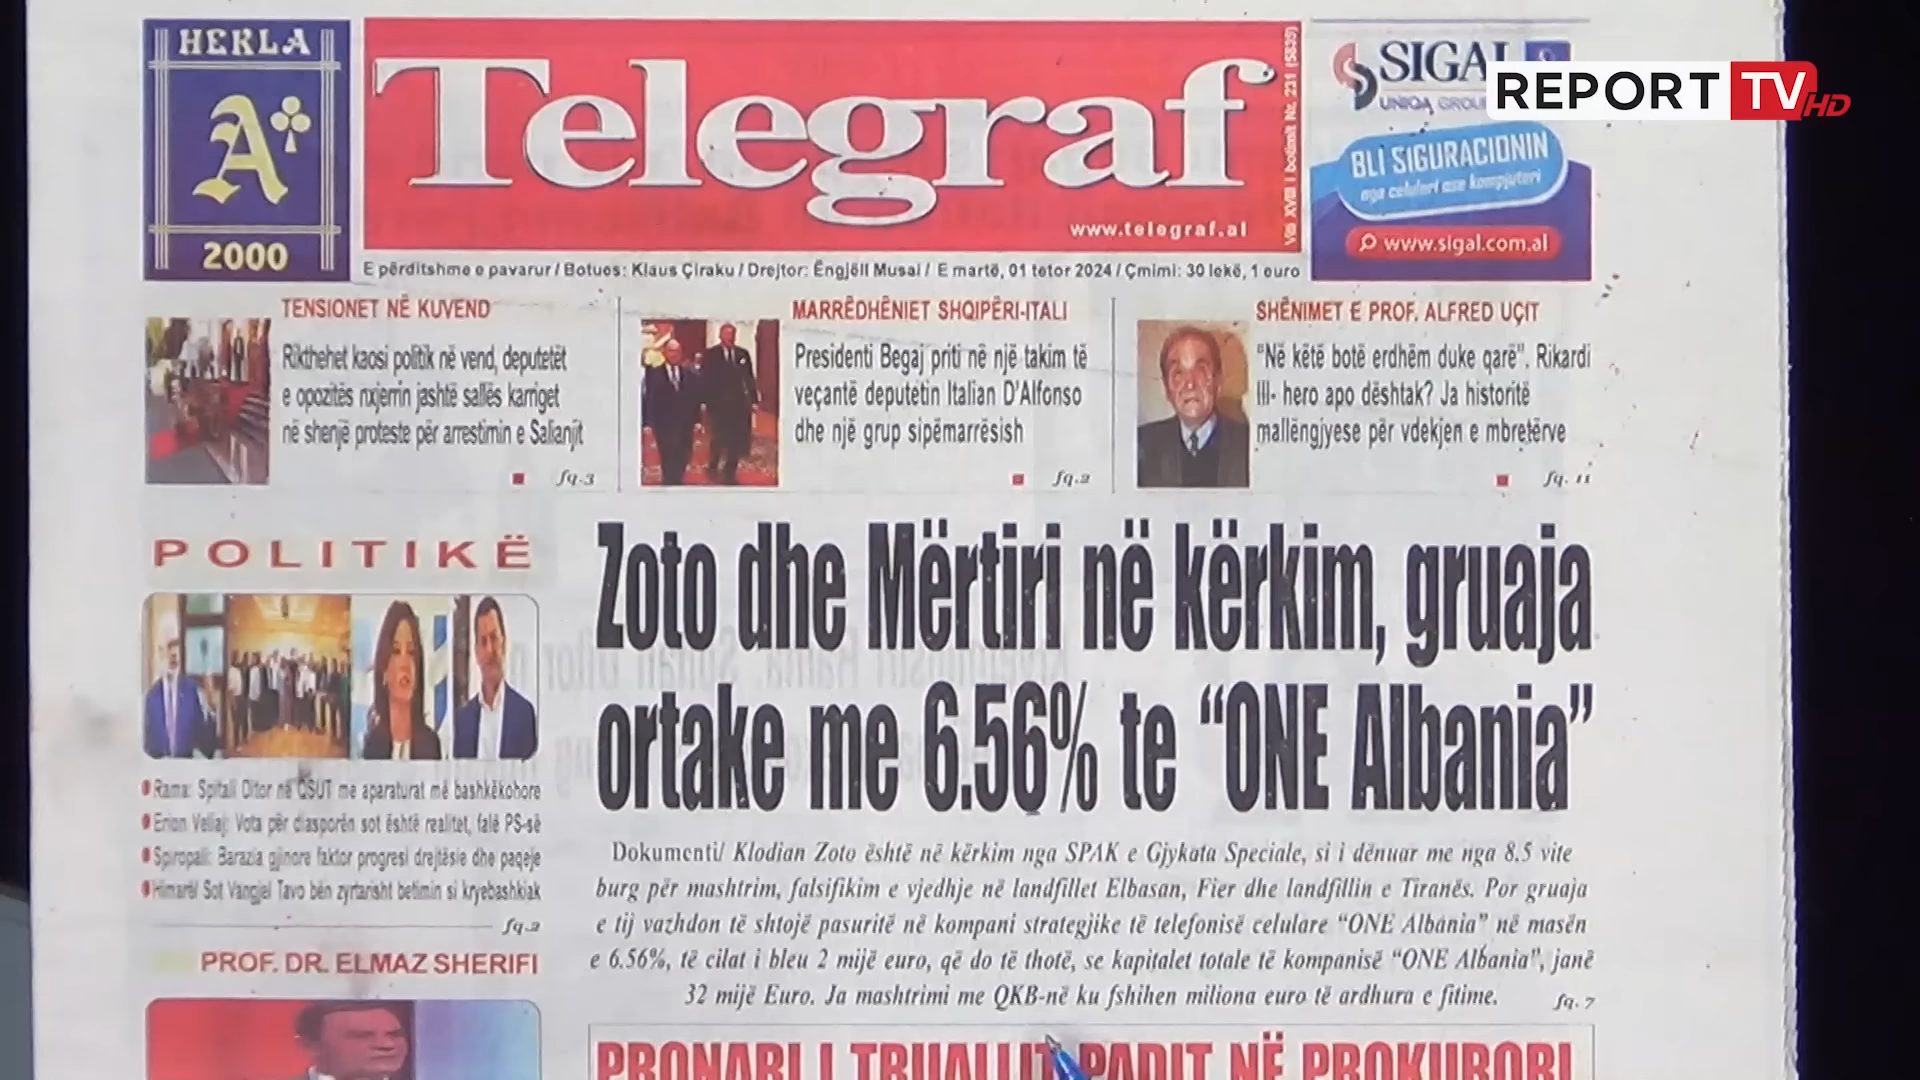 HEKLA
A
2000
Telegraf
www.telegraf.al
Viti XVIII i botimit Nr. 231 (5835)
SIGAL
UNIQA GROUP
REPORT TV HD
BLI SIGURACIONIN
nga celulari ose kompjuteri
www.sigal.com.al
E përditshme e pavarur / Botues: Klaus Çiraku / Drejtor: Ëngjëll Musai / E martë, 01 tetor 2024 / Çmimi: 30 lekë, 1 euro
TENSIONET NË KUVEND
Rikthehet kaosi politik në vend, deputetët
e opozitës nxjerrin jashtë sallës karriget
në shenjë proteste për arrestimin e Salianjit
fq.3
MARRËDHËNIET SHQIPËRI-ITALI
Presidenti Begaj priti në një takim të
veçantë deputetin Italian D'Alfonso
dhe një grup sipëmarrësish
fq.2
SHËNIMET E PROF. ALFRED UÇIT
"Në këtë botë erdhëm duke qarë". Rikardi
III- hero apo dështak? Ja historitë
mallëngjyese për vdekjen e mbretërve
fq. 11
POLITIKË
Rama: Spitali Ditor në QSUT me aparaturat më bashkëkohore
Erion Veliaj: Vota për diasporën sot është realitet, falë PS-së
Spiropali: Barazia gjinore faktor progresi drejtësie dhe paqeje
Himarë! Sot Vangjel Tavo bën zyrtarisht betimin si kryebashkiak
fq.2
PROF. DR. ELMAZ SHERIFI
Zoto dhe Mërtiri në kërkim, gruaja
ortake me 6.56% te “ONE Albania”
Dokumenti/ Klodian Zoto është në kërkim nga SPAK e Gjykata Speciale, si i dënuar me nga 8.5 vite
burg për mashtrim, falsifikim e vjedhje në landfillet Elbasan, Fier dhe landfillin e Tiranës. Por gruaja
e tij vazhdon të shtojë pasuritë në kompani strategjike të telefonisë celulare “ONE Albania” në masën
e 6.56%, të cilat i bleu 2 mijë euro, që do të thotë, se kapitalet totale të kompanisë “ONE Albania”, janë
32 mijë Euro. Ja mashtrimi me QKB-në ku fshihen miliona euro të ardhura e fitime.
fq. 7
PRONARI I TRUALLIT PADIT NË PROKURORI